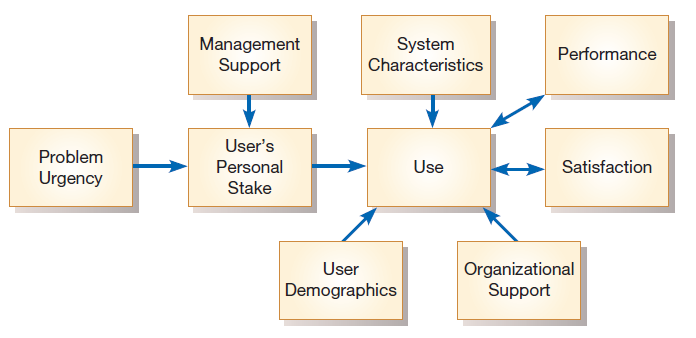 Management
Support
System
Characteristics
Performance
Problem
Urgency
User's
Personal
Stake
Use
Satisfaction
User
Demographics
Organizational
Support